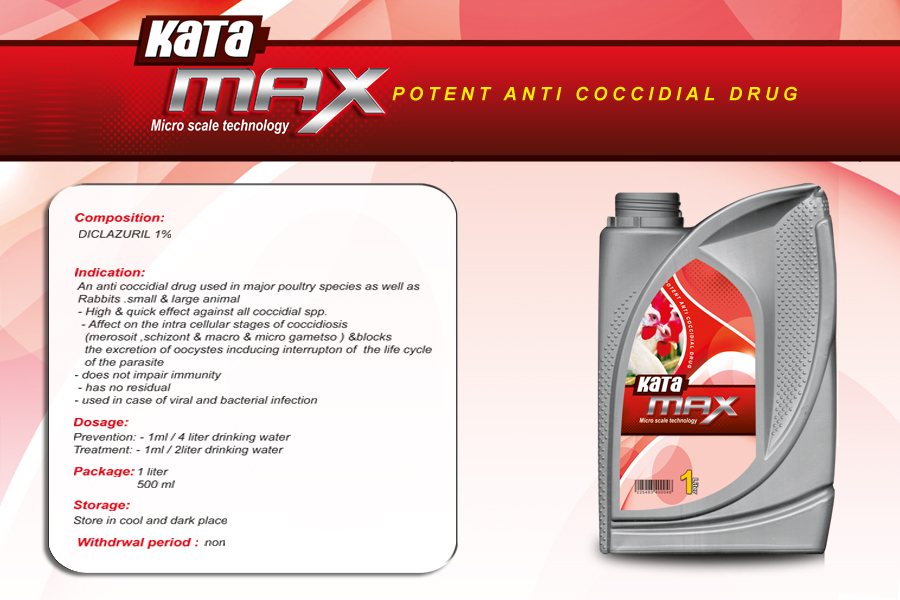 KaTa
max
Micro scale technology
POTENT ANTI COCCIDIAL DRUG
Composition:
DICLAZURIL 1%
Indication:
An anti coccidial drug used in major poultry species as well as
Rabbits .small & large animal
- High & quick effect against all coccidial spp.
- Affect on the intra cellular stages of coccidiosis
(merosoit ,schizont & macro & micro gametso ) &blocks
the excretion of oocystes incducing interrupton of the life cycle
of the parasite
- does not impair immunity
- has no residual
- used in case of viral and bacterial infection
Dosage:
Prevention: - 1ml / 4 liter drinking water
Treatment: - 1ml / 2liter drinking water
Package: 1 liter
500 ml
Storage:
Store in cool and dark place
Withdrwal period : non
POTENT ANTI COCCIDIAL DRUG
KaTa
max
Micro scale technology
1 Liter